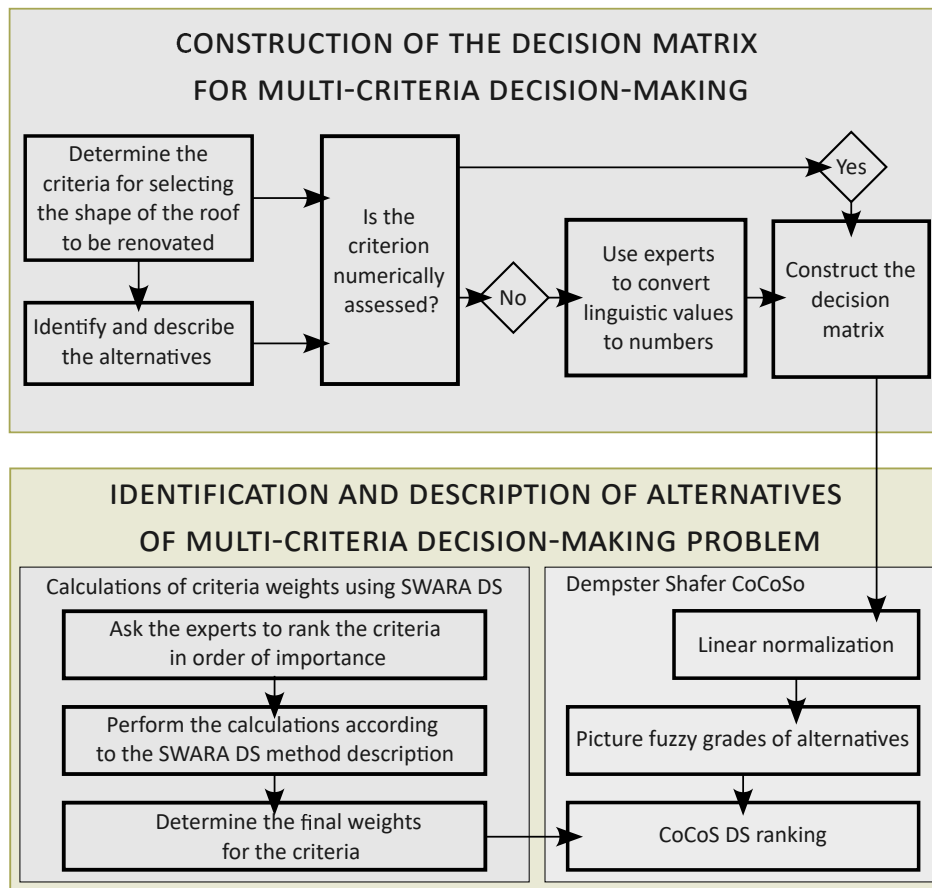 CONSTRUCTION OF THE DECISION MATRIX
FOR MULTI-CRITERIA DECISION-MAKING
Determine the
criteria for selecting
the shape of the roof
to be renovated
Identify and describe
the alternatives
Is the
criterion
numerically
assessed?
Yes
No
Use experts
to convert
linguistic values
to numbers
Construct the
decision
matrix
IDENTIFICATION AND DESCRIPTION OF ALTERNATIVES
OF MULTI-CRITERIA DECISION-MAKING PROBLEM
Calculations of criteria weights using SWARA DS
Ask the experts to rank the criteria
in order of importance
Perform the calculations according
to the SWARA DS method description
Determine the final weights
for the criteria
Dempster Shafer CoCoSo
Linear normalization
Picture fuzzy grades of alternatives
CoCoS DS ranking